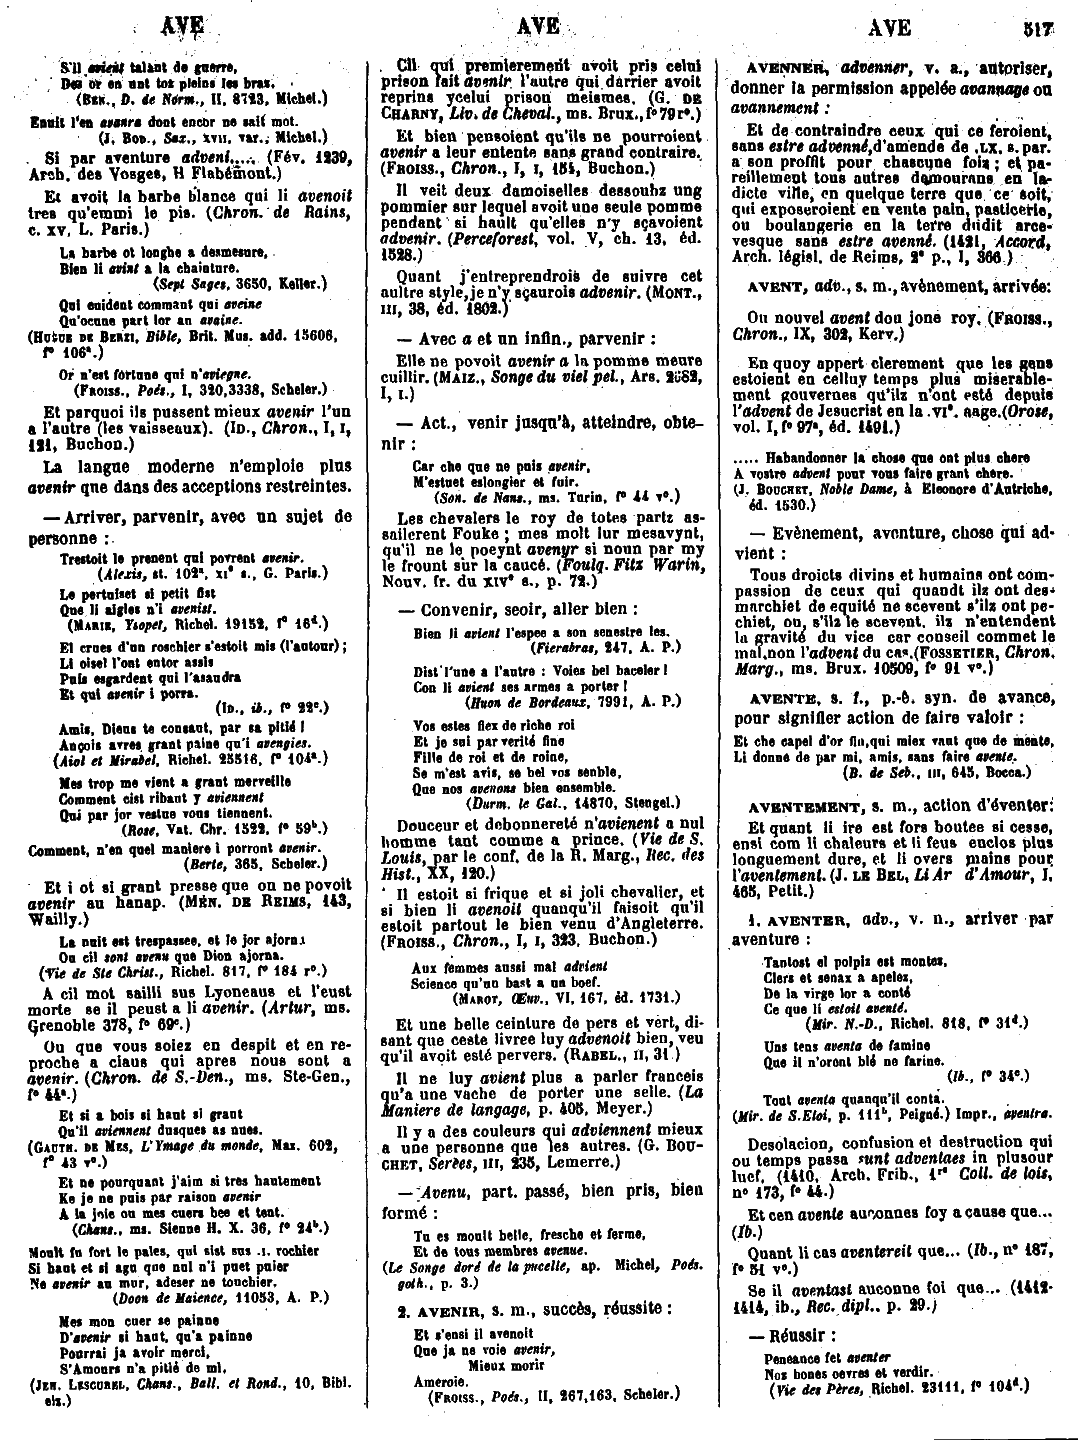 AVE
S'il avient talant de guerre,
Des or en ont tot pleins les bras.
(BEN., D. de Norm., II, 8723, Michel.)
Ensit l'en avenra dont encor ne sait mot.
(J. BOD., Sax., XVII, var., Michel.)
Si par aventure adveni..... (Fév. 1239,
Arch. des Vosges, H Flabémont.)
Et avoit la barbe blance qui li avenoit
tres qu'emmi le pis. (Chron. de Rains,
c. XV, L. Paris.)
La barbe ot longhe a desmesure,
Bien li avint a la chainture.
(Sept Sages, 3650, Keller.)
Qui cuident commant qui aveine
Qu'ocune part lor an avaine.
(HUGUE DE BERZI, Bible, Brit. Mus. add. 15606,
f° 106ª.)
Or n'est fortune qui n'aviegne.
(FROISS., Poés., I, 320,3338, Scheler.)
Et parquoi ils pussent mieux avenir l'un
a l'autre (les vaisseaux). (ID., Chron., I, I,
121, Buchon.)
La langue moderne n'emploie plus
avenir que dans des acceptions restreintes.
— Arriver, parvenir, avec un sujet de
personne :
Trestoit le prenent qui povrent avenir.
(Alexis, st. 102ª, XIᵉ s., G. Paris.)
Le pertuiset si petit fist
Que li aigles n'i avenist.
(MARIE, Ysopet, Richel. 19152, f° 16ᵈ.)
El crues d'un roschier s'estoit mis (l'autour) ;
Li oisel l'ont entor assis
Puis esgardent qui l'assaudra
Et qui avenir i porra.
(ID., ib., f° 22ᶜ.)
Amis, Dieus te consant, par sa pitié !
Ançois avres grant paine qu'i avengies.
(Aiol et Mirabel, Richel. 25516, f° 104ª.)
Mes trop me vient a grant merveille
Comment cist ribaut y aviennent
Qui par jor vestue vous tiennent.
(Rose, Vat. Chr. 1522, f° 59ᵇ.)
Comment, n'en quel maniere i porront avenir.
(Berte, 365, Scheler.)
Et i ot si grant presse que on ne povoit
avenir au hanap. (MÉN. DE REIMS, 143,
Wailly.)
La nuit est trespassee, et le jor ajorna
Ou cil sont avenu que Dion ajorna.
(Vie de Ste Christ., Richel. 817, f° 184 r°.)
A cil mot sailli sus Lyoneaus et l'eust
morte se il peust a li avenir. (Artur, ms.
Grenoble 378, f° 69ᶜ.)
Ou que vous soiez en despit et en re-
proche a ciaus qui apres nous sont a
avenir. (Chron. de S.-Den., ms. Ste-Gen.,
f° 44ª.)
Et si a bois si haut si grant
Qu'il aviennent dusques as nues.
(GAUTH. DE MES, L'Ymage du monde, Maz. 602,
f° 43 v°.)
Et ne pourquant j'aim si tres hautement
Ke je ne puis par raison avenir
A la joie ou mes cuers bee et tent.
(Chans., ms. Sienne H. X. 36, f° 24ᵇ.)
Moult fu fort le pales, qui sist sus .I. rochier
Si haut et si agu que nul n'i puet puier
Ne avenir au mur, adeser ne touchier.
(Doon de Maience, 11053, A. P.)
Mes mon cuer se painne
D'avenir si haut, qu'a painne
Pourrai ja avoir merci,
S'Amours n'a pitié de mi.
(JEH. LESCUREL, Chans., Ball. et Rond., 10, Bibl.
elz.)
AVE
Cil qui premierement avoit pris celui
prison fait avenir l'autre qui darrier avoit
reprins ycelui prison meismes. (G. DE
CHARNY, Liv. de Cheval., ms. Brux., f° 79 r°.)
Et bien pensoient qu'ils ne pourroient
avenir a leur entente sans grand contraire.
(FROISS., Chron., I, I, 154, Buchon.)
Il veit deux damoiselles dessoubz ung
pommier sur lequel avoit une seule pomme
pendant si hault qu'elles n'y sçavoient
advenir. (Perceforest, vol. V, ch. 13, éd.
1528.)
Quant j'entreprendrois de suivre cet
aultre style, je n'y sçaurois advenir. (MONT.,
III, 38, éd. 1802.)
— Avec a et un infin., parvenir :
Elle ne povoit avenir a la pomme meure
cuillir. (MAIZ., Songe du viel pel., Ars. 2682,
I, I.)
— Act., venir jusqu'à, atteindre, obte-
nir :
Car che que ne puis avenir,
M'estuet eslongier et fuir.
(Son. de Nans., ms. Turin, f° 44 v°.)
Les chevalers le roy de totes partz as-
sailerent Fouke ; mes molt lur mesavynt,
qu'il ne le poeynt avenyr si noun par my
le frount sur la caucé. (Foulq. Fitz Warin,
Nouv. fr. du XIVᵉ s., p. 72.)
— Convenir, seoir, aller bien :
Bien li avient l'espee a son senestre les.
(Fierabras, 247, A. P.)
Dist l'une a l'autre : Voies bel baceler !
Con li avient ses armes a porter !
(Huon de Bordeaux, 7991, A. P.)
Vos estes fiex de riche roi
Et je sui par verité fine
Fille de roi et de roine,
Se m'est avis, se bel vos senble,
Que nos avenons bien ensemble.
(Durm. le Gal., 14870, Stengel.)
Douceur et debonnereté n'avienent a nul
homme tant comme a prince. (Vie de S.
Louis, par le conf. de la R. Marg., Rec. des
Hist., XX, 120.)
Il estoit si frique et si joli chevalier, et
si bien li avenoit quanqu'il faisoit qu'il
estoit partout le bien venu d'Angleterre.
(FROISS., Chron., I, I, 323, Buchon.)
Aux femmes aussi mal advient
Science qu'un bast a un boef.
(MAROT, Œuv., VI, 167, éd. 1731.)
Et une belle ceinture de pers et vert, di-
sant que ceste livree luy advenoit bien, veu
qu'il avoit esté pervers. (RABEL., II, 31.)
Il ne luy avient plus a parler franceis
qu'a une vache de porter une selle. (La
Maniere de langage, p. 405, Meyer.)
Il y a des couleurs qui adviennent mieux
a une personne que les autres. (G. BOU-
CHET, Serées, III, 235, Lemerre.)
— Avenu, part. passé, bien pris, bien
formé :
Tu es moult belle, fresche et ferme,
Et de tous membres avenue.
(Le Songe doré de la pucelle, ap. Michel, Poés.
goth., p. 3.)
2. AVENIR, s. m., succès, réussite :
Et s'ensi il avenoit
Que ja ne voie avenir,
Mieux morir
Ameroie.
(FROISS., Poés., II, 267,163, Scheler.)
AVE 517
AVENNER, advenner, v. a., autoriser,
donner la permission appelée avannage ou
avannement :
Et de contraindre ceux qui ce feroient,
sans estre advenné, d'amende de .LX. s. par.
a son proffit pour chascune foiz ; et pa-
reillement tous autres demourans en la-
dicte ville, en quelque terre que ce soit,
qui exposeroient en vente pain, pasticerie,
ou boulangerie en la terre dudit arce-
vesque sans estre avenné. (1421, Accord,
Arch. législ. de Reims, 2ᵉ p., I, 366.)
AVENT, adv., s. m., avènement, arrivée:
Ou nouvel avent dou jone roy. (FROISS.,
Chron., IX, 302, Kerv.)
En quoy appert clerement que les gens
estoient en celluy temps plus miserable-
ment gouvernes qu'ilz n'ont esté depuis
l'advent de Jesucrist en la .VIᵉ. aage. (Orose,
vol. I, f° 97ª, éd. 1491.)
..... Habandonner la chose que ont plus chere
A vostre advent pour vous faire grant chere.
(J. BOUCHET, Noble Dame, à Eleonore d'Autriche,
éd. 1530.)
— Evènement, aventure, chose qui ad-
vient :
Tous droicts divins et humains ont com-
passion de ceux qui quandt ilz ont des-
marchiet de equité ne scevent s'ilz ont pe-
chiet, ou, s'ilz le scevent, ilz n'entendent
la gravité du vice car conseil commet le
mal, non l'advent du cas. (FOSSETIER, Chron.
Marg., ms. Brux. 10509, f° 91 v°.)
AVENTE, s. f., p.-ê. syn. de avance,
pour signifier action de faire valoir :
Et che capel d'or fin, qui miex vaut que de mente,
Li donne de par mi, amis, sans faire avente.
(B. de Seb., III, 645, Bocca.)
AVENTEMENT, s. m., action d'éventer:
Et quant li ire est fors boutee si cesse,
ensi com li chaleurs et li feus enclos plus
longuement dure, et li overs mains pour
l'aventement. (J. LE BEL, Li Ar d'Amour, I,
465, Petit.)
1. AVENTER, adv., v. n., arriver par
aventure :
Tantost el polpiz est montez,
Clers et senax a apelez,
De la virge lor a conté
Ce que li estoit aventé.
(Mir. N.-D., Richel. 818, f° 31ᵈ.)
Uns tens aventa de famine
Que il n'oront blé ne farine.
(Ib., f° 34ᶜ.)
Tout aventa quanqu'il conta.
(Mir. de S. Eloi, p. 111ᵇ, Peigné.) Impr., aventra.
Desolacion, confusion et destruction qui
ou temps passa sunt adventaes in plusour
luef. (1410, Arch. Frib., 1ʳᵉ Coll. de lois,
n° 173, f° 44.)
Et cen avente auconnes foy a cause que...
(Ib.)
Quant li cas aventereit que... (Ib., n° 187,
f° 51 v°.)
Se il aventast auconne foi que... (1412-
1414, ib., Rec. dipl., p. 29.)
— Réussir :
Peneance fet aventer
Nos bones oevres et verdir.
(Vie des Pères, Richel. 23111, f° 104ᵈ.)